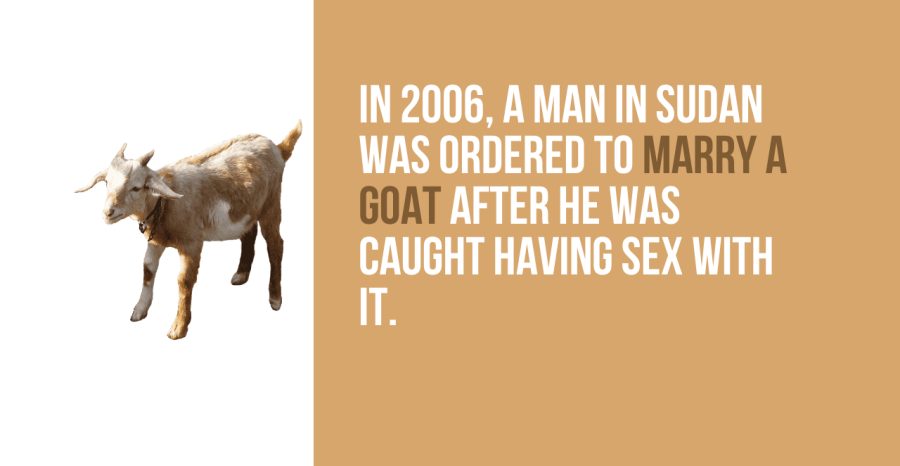 IN 2006, A MAN IN SUDAN
WAS ORDERED TO MARRY A
GOAT AFTER HE WAS
CAUGHT HAVING SEX WITH
IT.